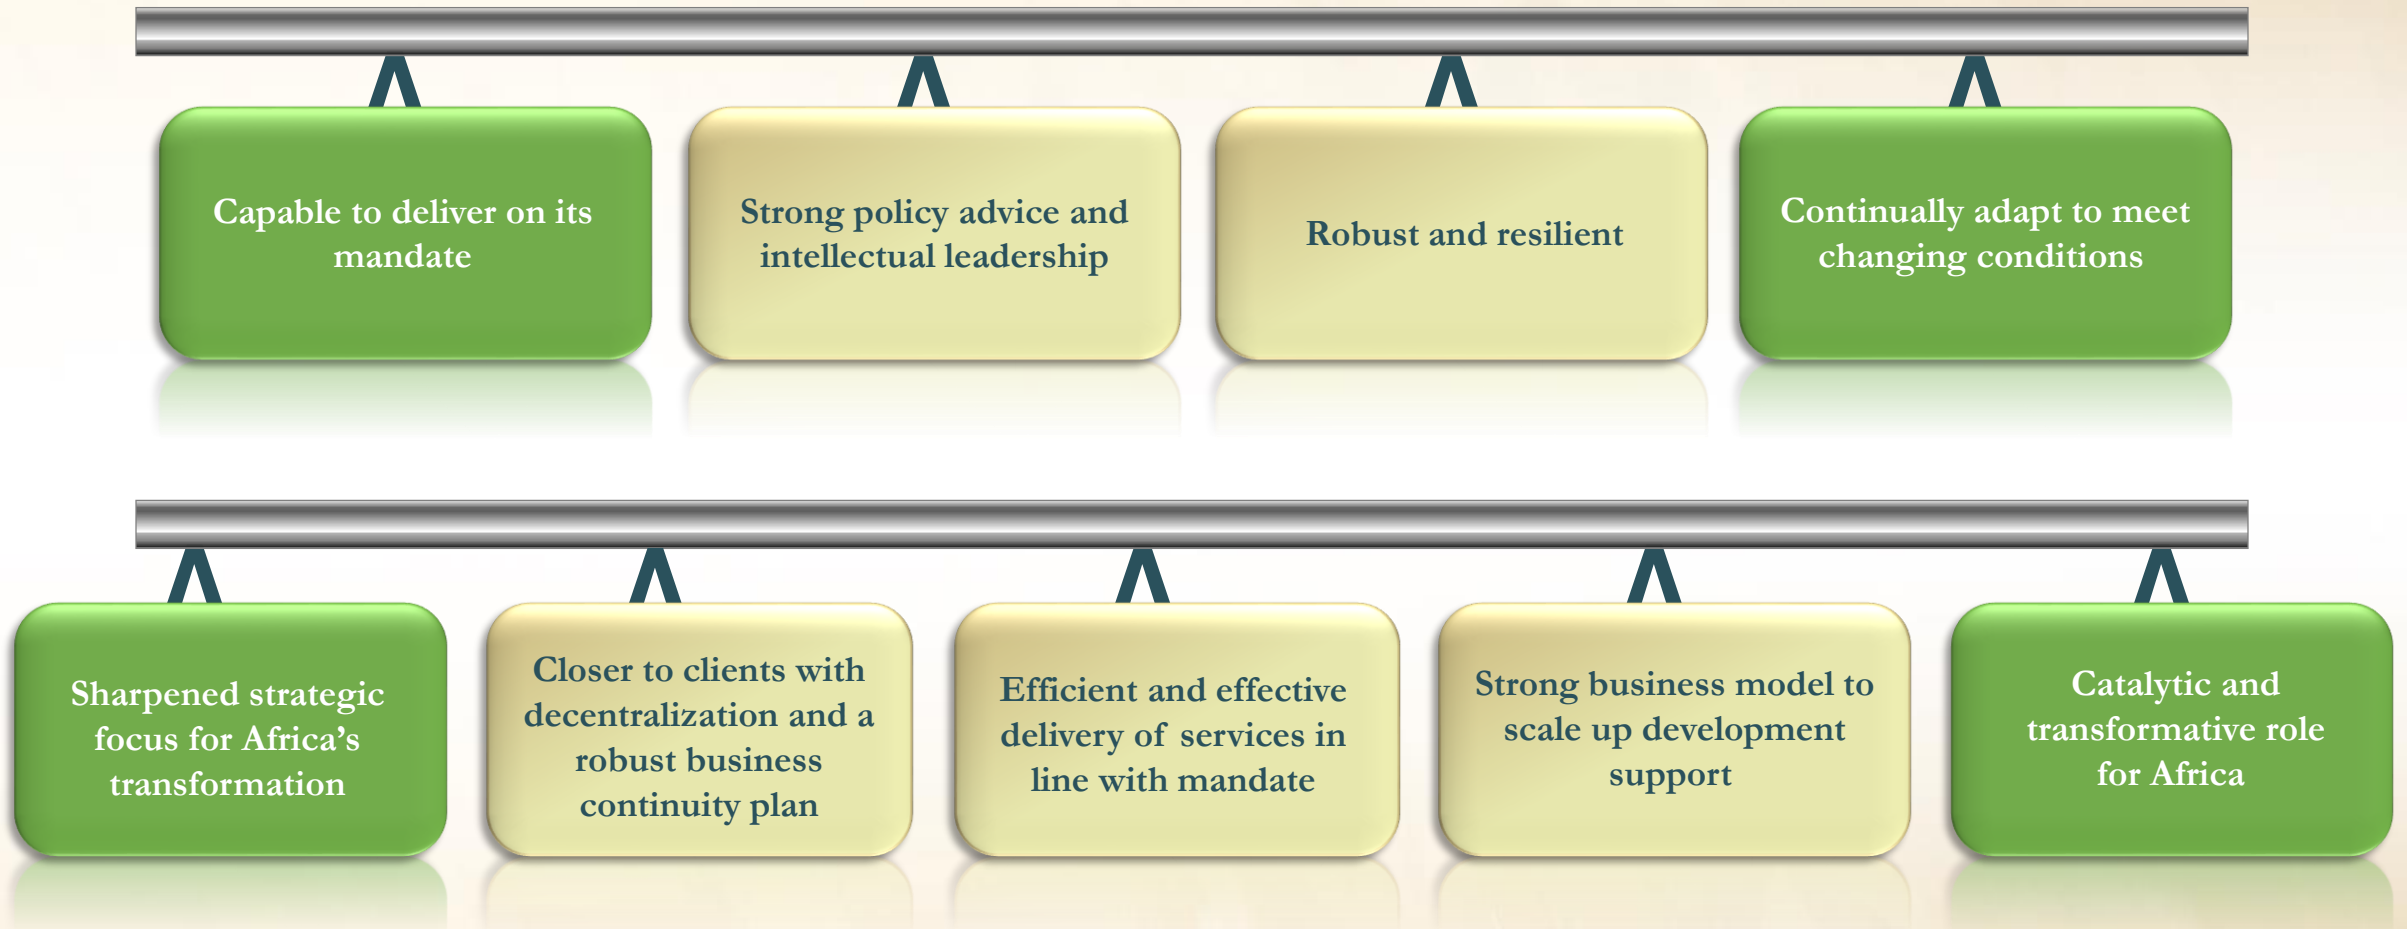 Capable to deliver on its
mandate
Strong policy advice and
intellectual leadership
Robust and resilient
Continually adapt to meet
changing conditions
Sharpened strategic
focus for Africa’s
transformation
Closer to clients with
decentralization and a
robust business
continuity plan
Efficient and effective
delivery of services in
line with mandate
Strong business model to
scale up development
support
Catalytic and
transformative role
for Africa